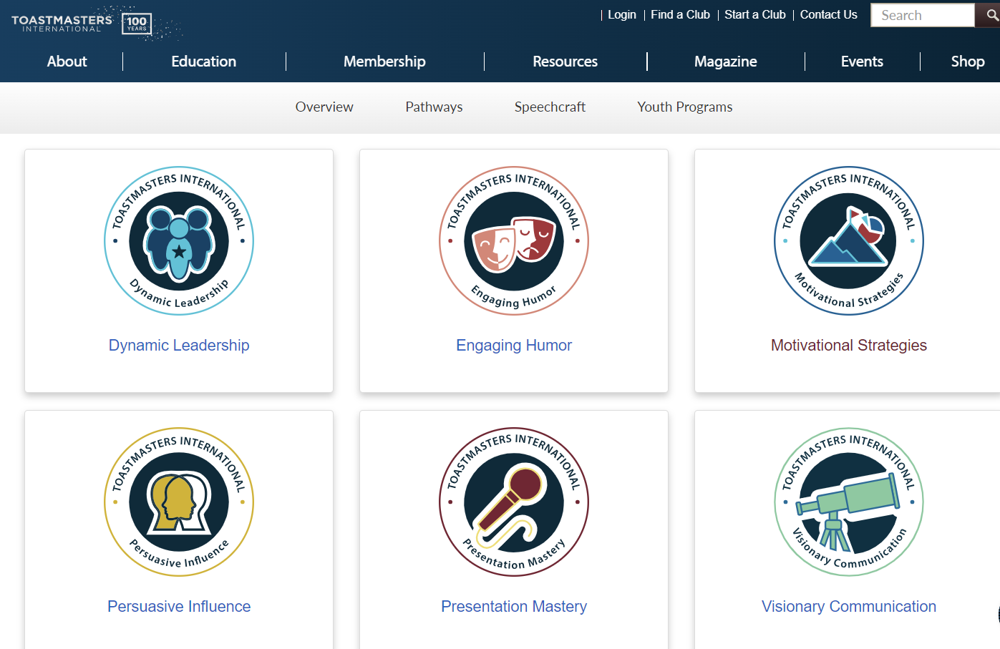 TOASTMASTERS
INTERNATIONAL
100
YEARS
Login
Find a Club
Start a Club
Contact Us
Search
About
Education
Membership
Resources
Magazine
Events
Shop
Overview
Pathways
Speechcraft
Youth Programs
TOASTMASTERS INTERNATIONAL
Dynamic Leadership
Dynamic Leadership
TOASTMASTERS INTERNATIONAL
Engaging Humor
Engaging Humor
TOASTMASTERS INTERNATIONAL
Motivational Strategies
Motivational Strategies
TOASTMASTERS INTERNATIONAL
Persuasive Influence
Persuasive Influence
TOASTMASTERS INTERNATIONAL
Presentation Mastery
Presentation Mastery
TOASTMASTERS INTERNATIONAL
Visionary Communication
Visionary Communication